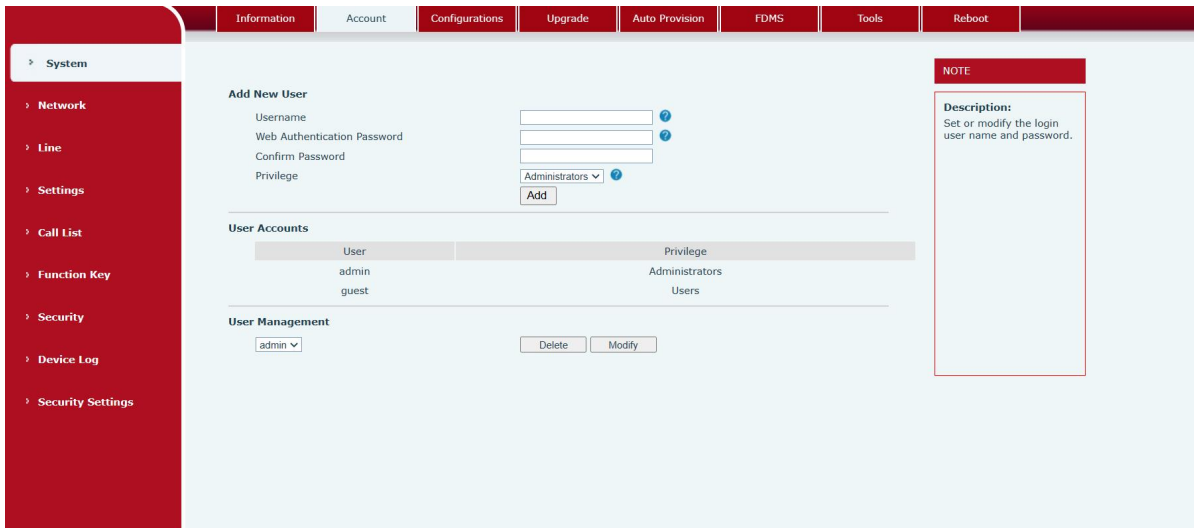 Information Account Configurations Upgrade Auto Provision FDMS Tools Reboot
System
Network
Line
Settings
Call List
Function Key
Security
Device Log
Security Settings
Add New User
Username
Web Authentication Password
Confirm Password
Privilege Administrators
Add
User Accounts
User Privilege
admin Administrators
guest Users
User Management
admin Delete Modify
NOTE
Description:
Set or modify the login
user name and password.